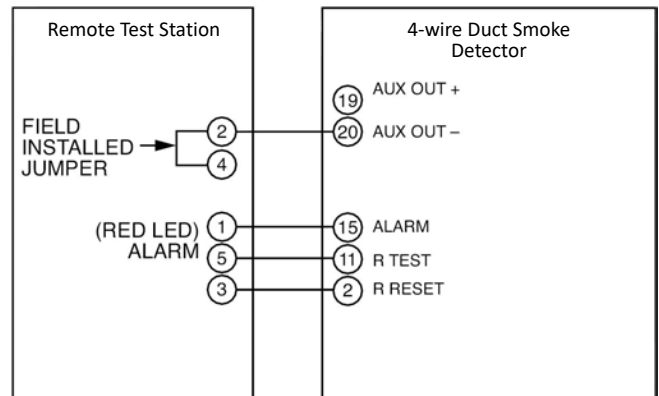 Remote Test Station
4-wire Duct Smoke
Detector
19 AUX OUT +
FIELD
INSTALLED
JUMPER
2
20 AUX OUT –
4
(RED LED)
ALARM
1
15 ALARM
5
11 R TEST
3
2 R RESET